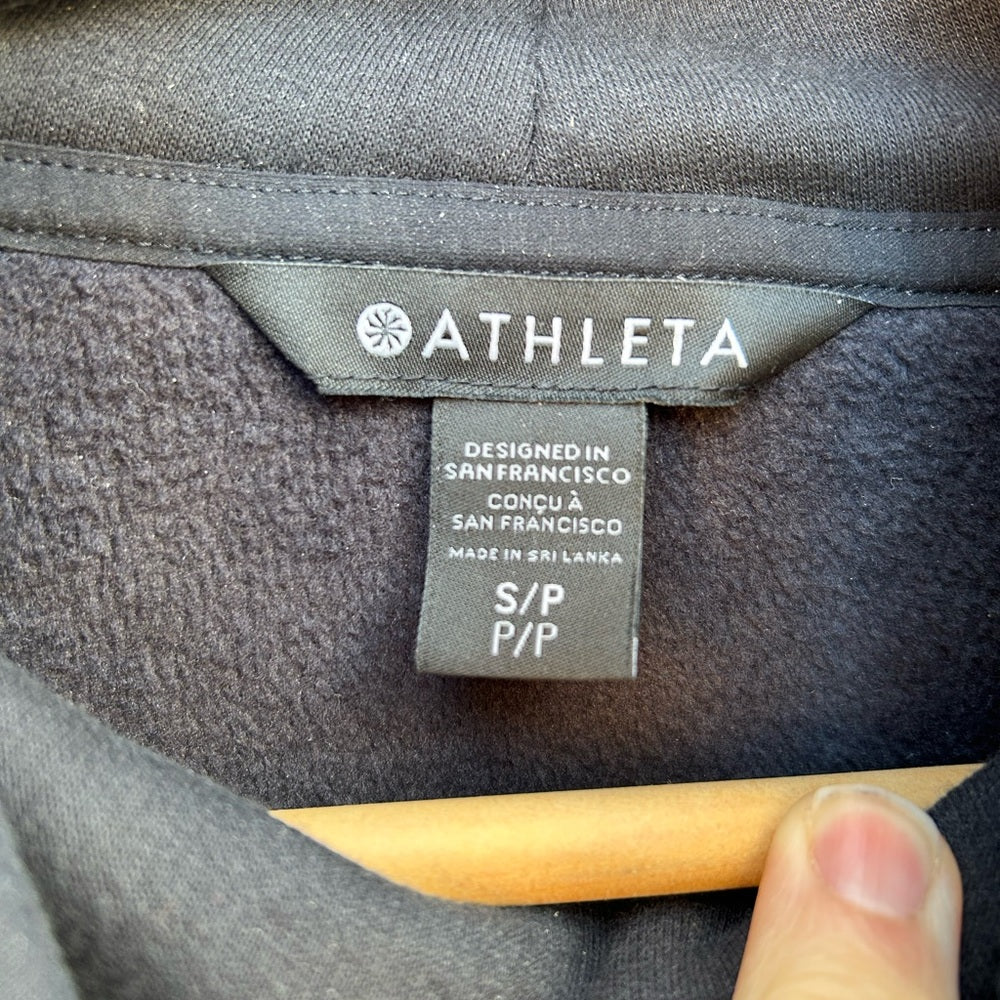 ATHLETA
DESIGNED IN
SAN FRANCISCO
CONÇU À
SAN FRANCISCO
MADE IN SRI LANKA
S/P
P/P